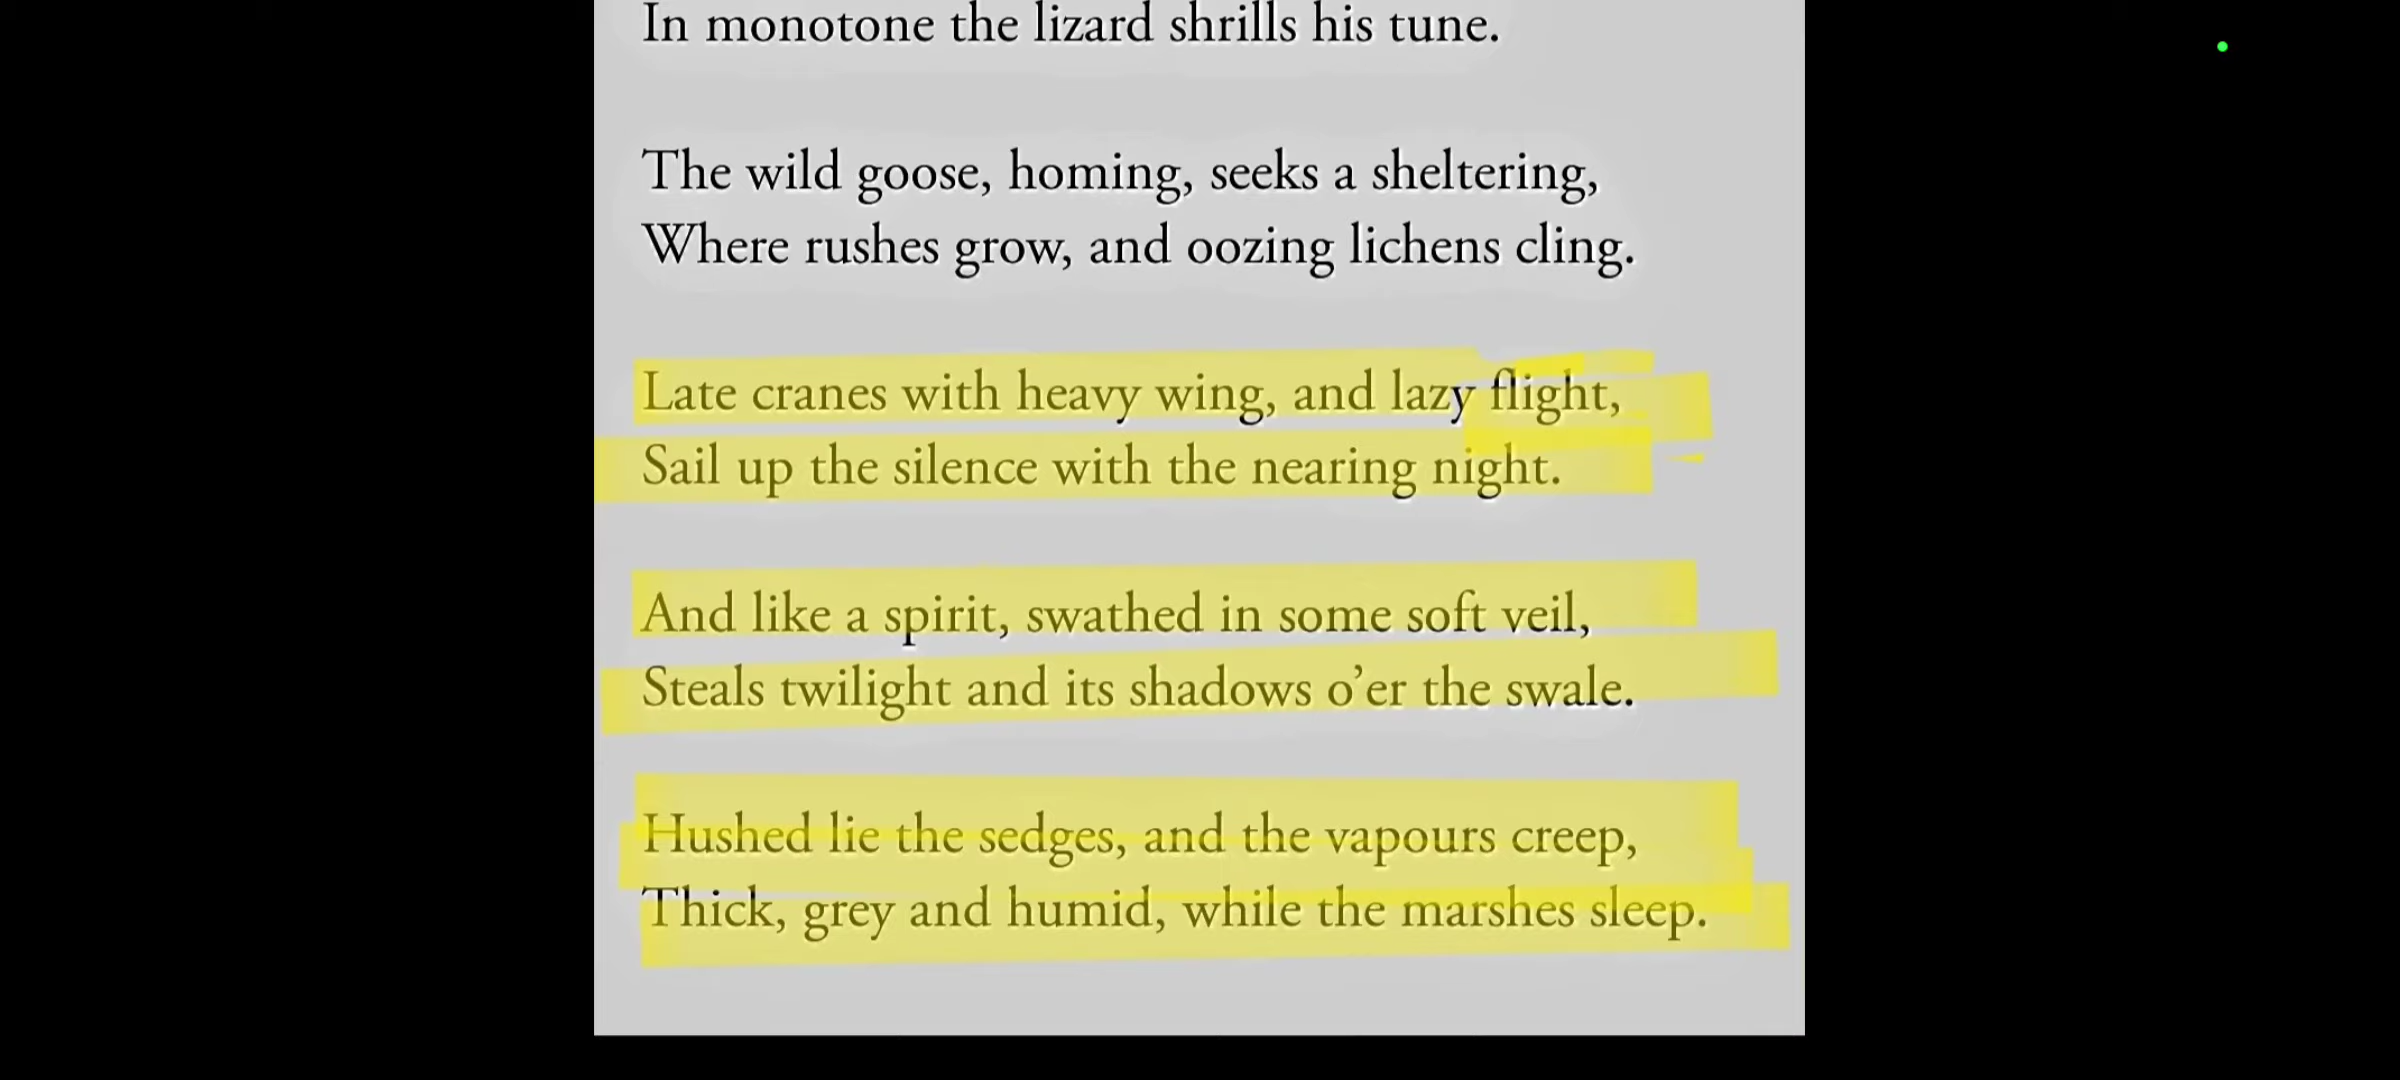 In monotone the lizard shrills his tune.
The wild goose, homing, seeks a sheltering,
Where rushes grow, and oozing lichens cling.
Late cranes with heavy wing, and lazy flight,
Sail up the silence with the nearing night.
And like a spirit, swathed in some soft veil,
Steals twilight and its shadows o’er the swale.
Hushed lie the sedges, and the vapours creep,
Thick, grey and humid, while the marshes sleep.